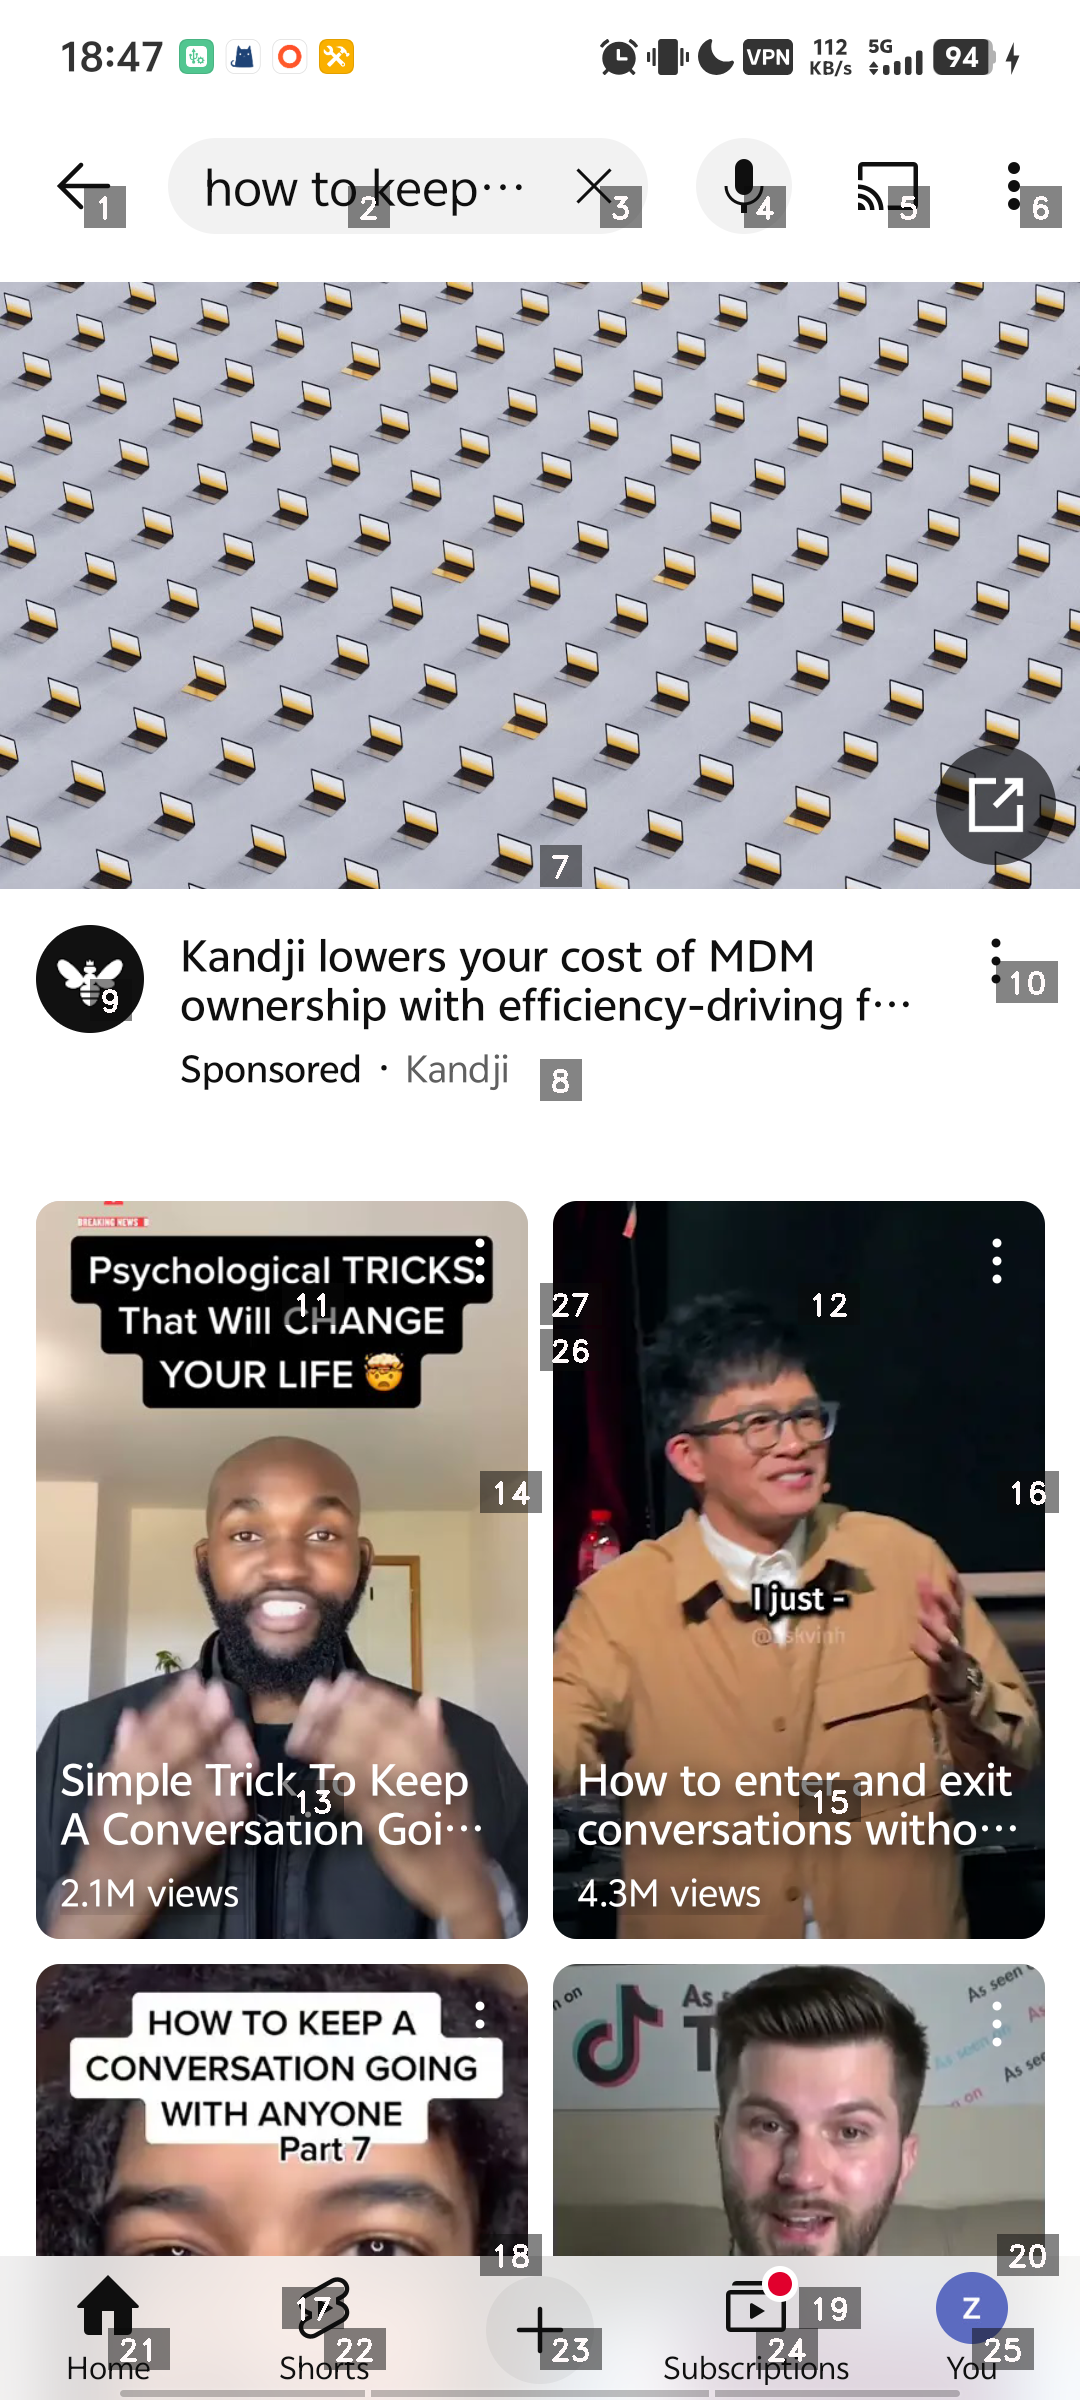 18:47
VPN
112
KB/s
5G
94
how to keep···
1
2
3
4
5
6
7
Kandji lowers your cost of MDM
ownership with efficiency-driving f···
Sponsored · Kandji
8
9
10
BREAKING NEWS
Psychological TRICKS
That Will CHANGE
YOUR LIFE
11
14
Simple Trick To Keep
A Conversation Goi···
13
2.1M views
27
26
12
16
I just -
How to enter and exit
conversations witho···
15
4.3M views
HOW TO KEEP A
CONVERSATION GOING
WITH ANYONE
Part 7
18
n on
As
T
As seen
As
As seen on
As see
on
20
17
19
Z
21
22
23
24
25
Home
Shorts
Subscriptions
You